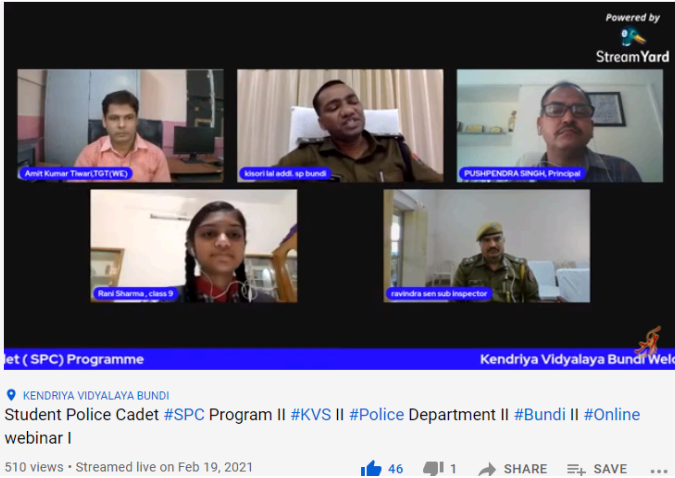 Powered by
StreamYard
Amit Kumar Tiwari,TGT(WE)
kisori lal addl. sp bundi
PUSHPENDRA SINGH, Principal
Rani Sharma , class 9
ravindra sen sub inspector
et ( SPC) Programme
Kendriya Vidyalaya Bundi
KENDRIYA VIDYALAYA BUNDI
Student Police Cadet #SPC Program II #KVS II #Police Department II #Bundi II #Online
webinar I
510 views • Streamed live on Feb 19, 2021
46
1
SHARE
SAVE